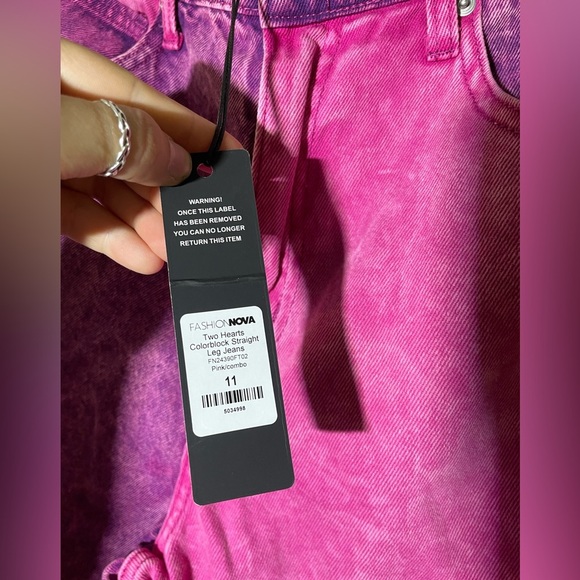 WARNING!
ONCE THIS LABEL
HAS BEEN REMOVED
YOU CAN NO LONGER
RETURN THIS ITEM
FASHIONNOVA
Two Hearts
Colorblock Straight
Leg Jeans
FN24390FT02
Pink/combo
11
5034998